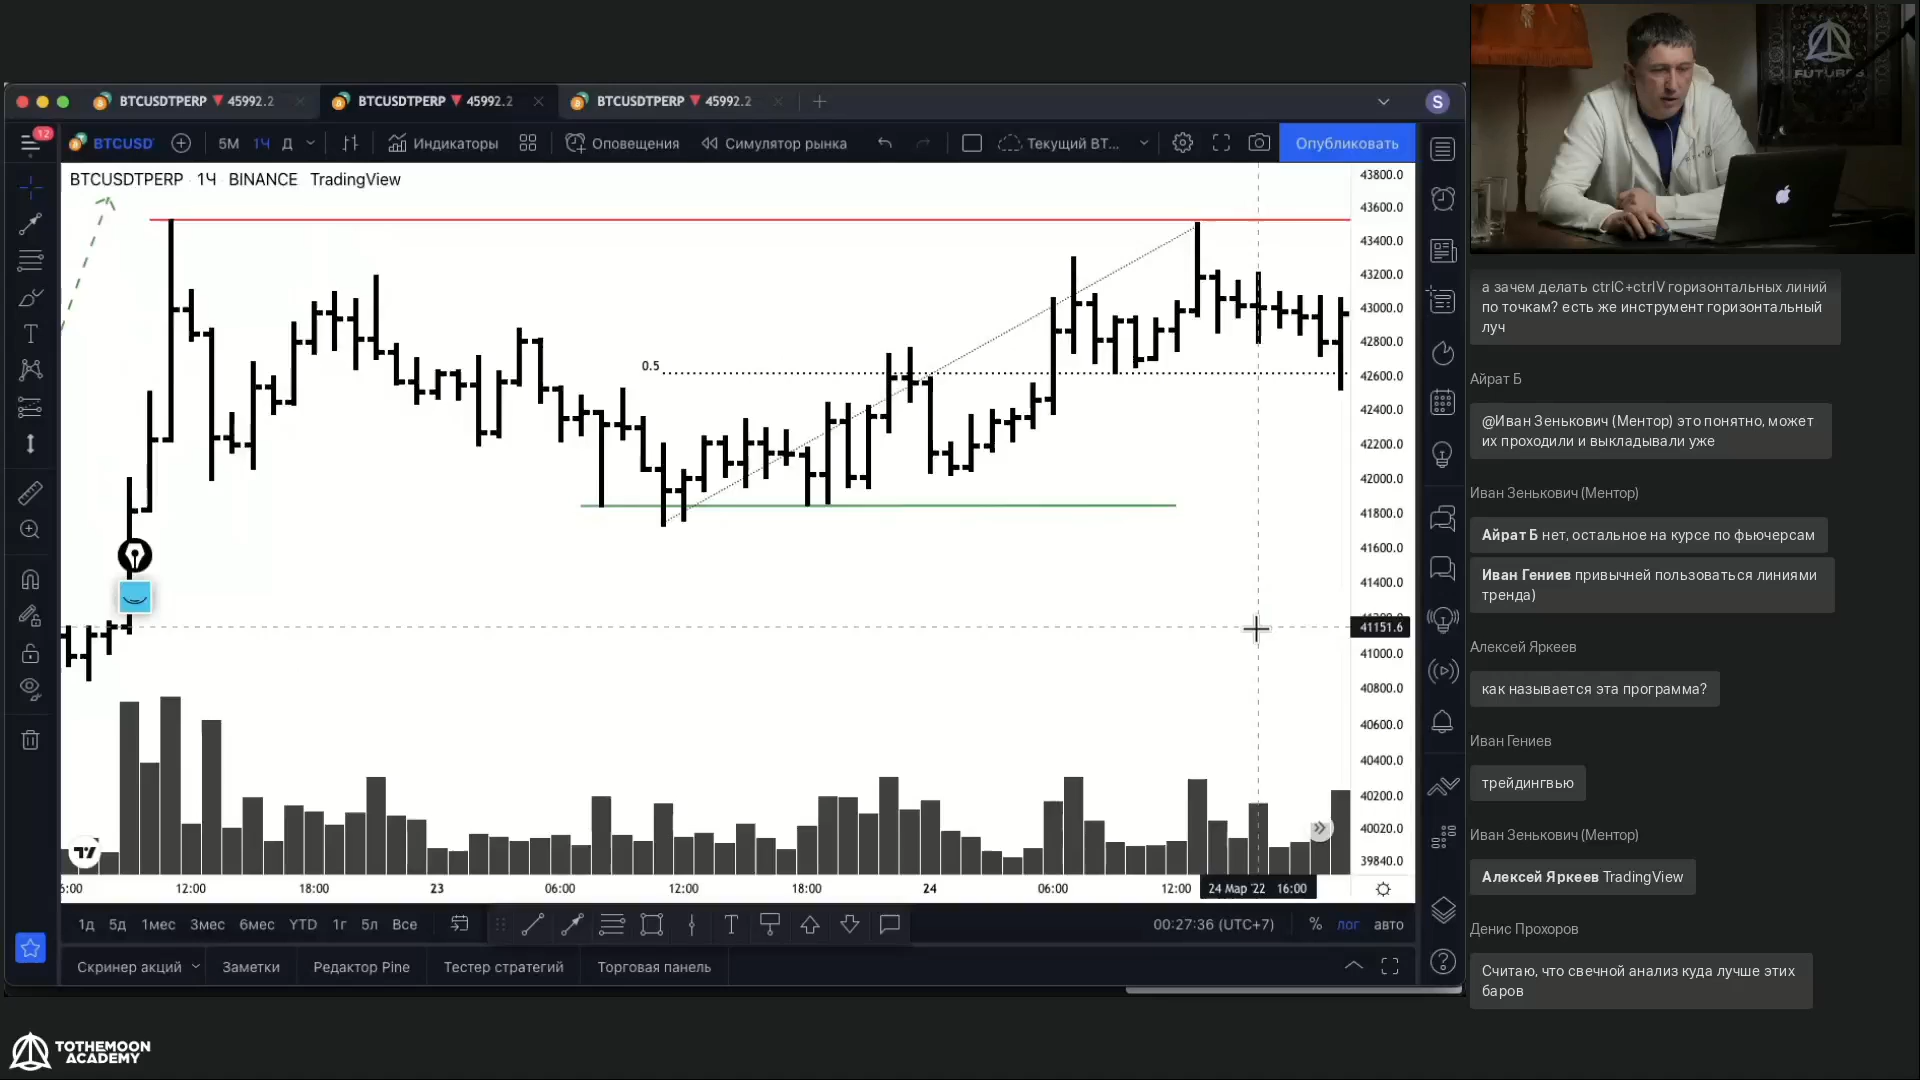 BTCUSDTPERP ▼ 45992.2
BTCUSDTPERP ▼ 45992.2
BTCUSDTPERP ▼ 45992.2
S
12
BTCUSD
5М
1Ч
Д
Индикаторы
Оповещения
Симулятор рынка
Текущий BT...
Опубликовать
BTCUSDTPERP · 1Ч BINANCE TradingView
0.5
43800.0
43600.0
43400.0
43200.0
43000.0
42800.0
42600.0
42400.0
42200.0
42000.0
41800.0
41600.0
41400.0
41151.6
41000.0
40800.0
40600.0
40400.0
40200.0
40020.0
39840.0
6:00
12:00
18:00
23
06:00
12:00
18:00
24
06:00
12:00
24 Мар '22 16:00
1д
5д
1мес
3мес
6мес
YTD
1г
5л
Все
00:27:36 (UTC+7)
%
лог
авто
Скринер акций
Заметки
Редактор Pine
Тестер стратегий
Торговая панель
TOTHEMOON
ACADEMY
FUTURES
а зачем делать ctrlC+ctrlV горизонтальных линий
по точкам? есть же инструмент горизонтальный
луч
Айрат Б
@Иван Зенькович (Ментор) это понятно, может
их проходили и выкладывали уже
Иван Зенькович (Ментор)
Айрат Б нет, остальное на курсе по фьючерсам
Иван Гениев привычней пользоваться линиями
тренда)
Алексей Яркеев
как называется эта программа?
Иван Гениев
трейдингвью
Иван Зенькович (Ментор)
Алексей Яркеев TradingView
Денис Прохоров
Считаю, что свечной анализ куда лучше этих
баров